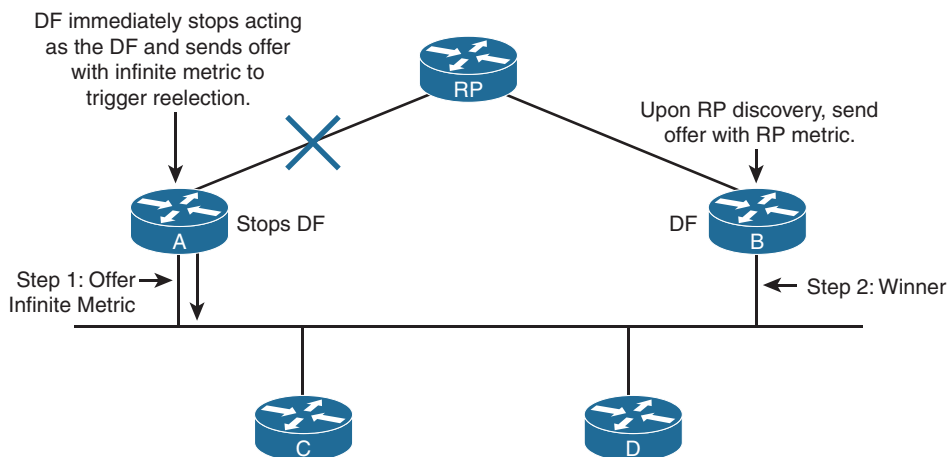 DF immediately stops acting
as the DF and sends offer
with infinite metric to
trigger reelection.
RP
Upon RP discovery, send
offer with RP metric.
A
Stops DF
DF
B
Step 1: Offer
Infinite Metric
Step 2: Winner
C
D